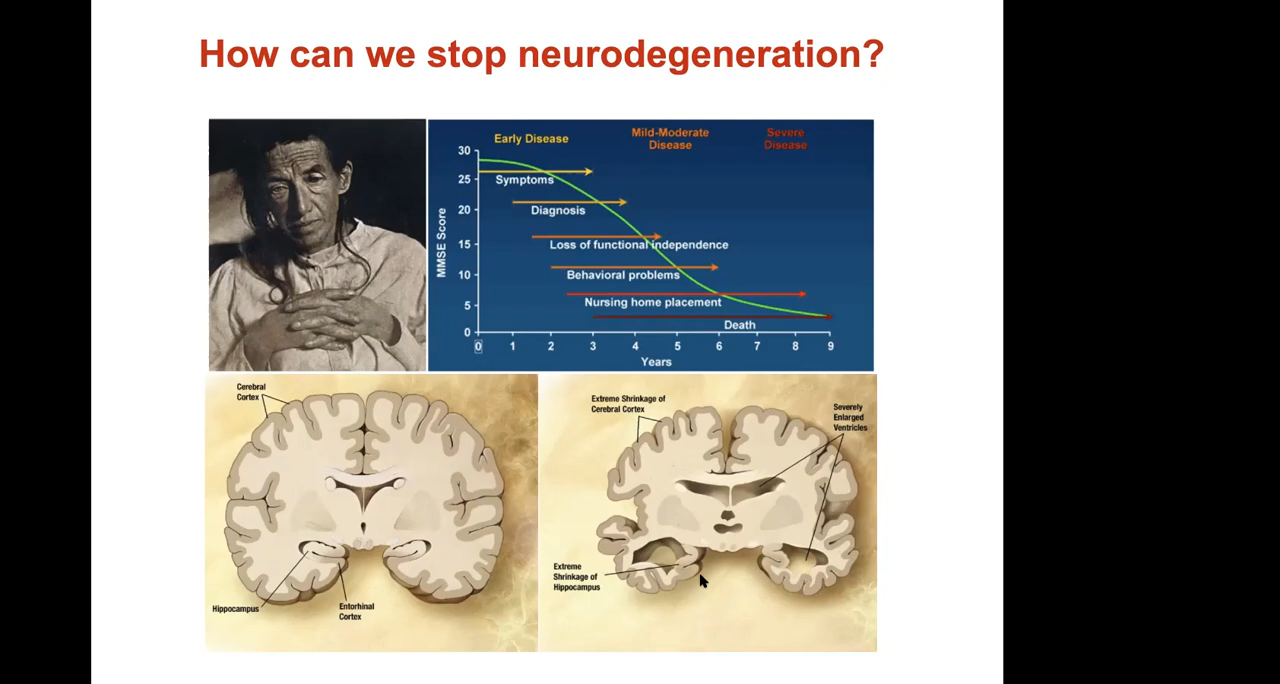 How can we stop neurodegeneration?
Early Disease
Mild-Moderate
Disease
Severe
Disease
30
25
20
15
10
5
0
MMSE Score
Symptoms
Diagnosis
Loss of functional independence
Behavioral problems
Nursing home placement
Death
0 1 2 3 4 5 6 7 8 9
Years
Cerebral
Cortex
Hippocampus
Entorhinal
Cortex
Extreme Shrinkage of
Cerebral Cortex
Severely
Enlarged
Ventricles
Extreme
Shrinkage of
Hippocampus